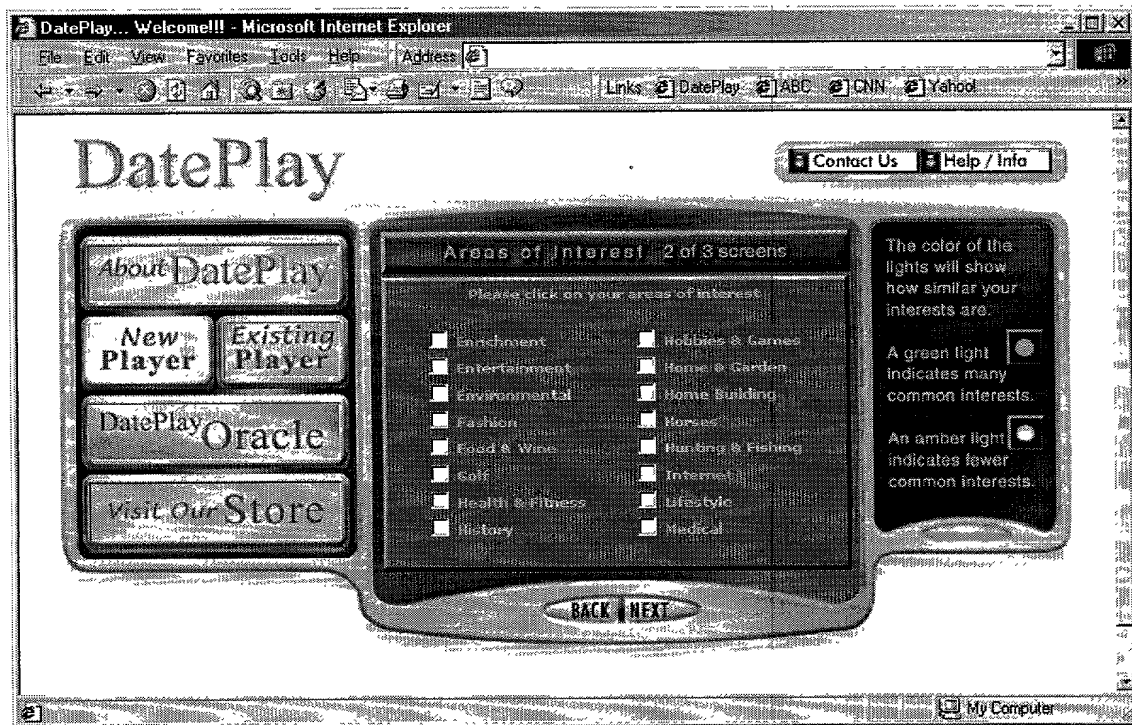 DatePlay... Welcome!!! - Microsoft Internet Explorer
File Edit View Favorites Tools Help Address
Links DatePlay ABC CNN Yahoo!
DatePlay
Contact Us Help / Info
About DatePlay
New Player
Existing Player
DatePlay Oracle
Visit Our Store
Areas of Interest 2 of 3 screens
Please click on your areas of interest
Enrichment
Entertainment
Environmental
Fashion
Food & Wine
Golf
Health & Fitness
History
Hobbies & Games
Home & Garden
Home Building
Horses
Hunting & Fishing
Internet
Lifestyle
Medical
BACK NEXT
The color of the
lights will show
how similar your
interests are.
A green light
indicates many
common interests.
An amber light
indicates fewer
common interests.
My Computer